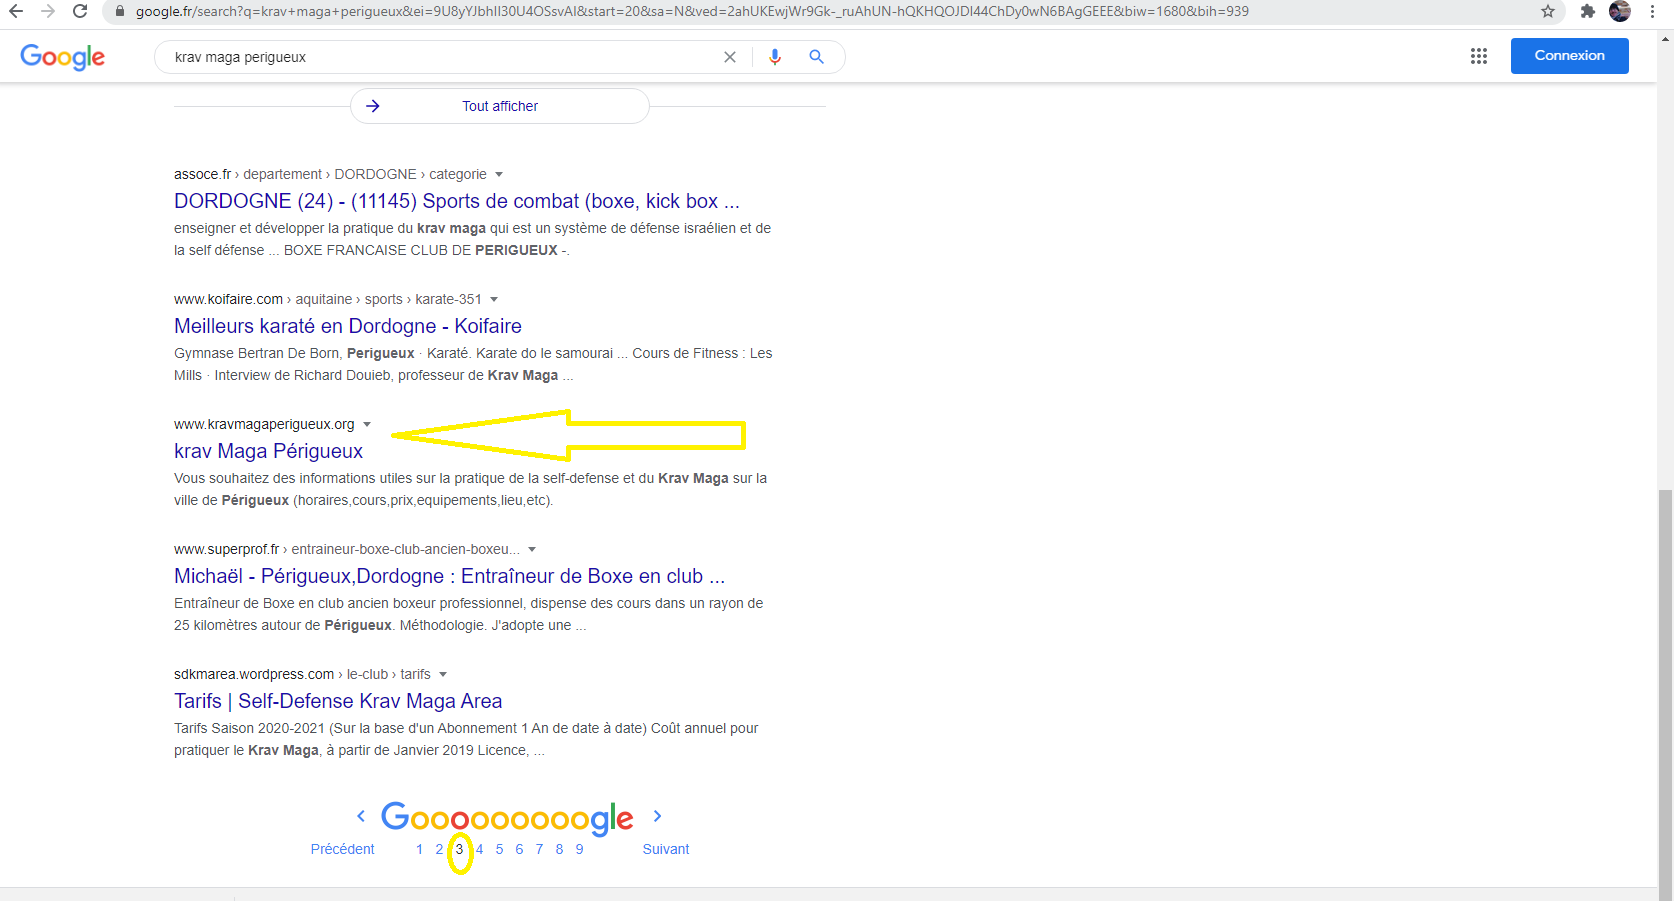 google.fr/search?q=krav+maga+perigueux&ei=9U8yYJbhII30U4OSsvAI&start=20&sa=N&ved=2ahUKEwjWr9Gk-_ruAhUN-hQKHQOJDI44ChDy0wN6BAgGEEE&biw=1680&bih=939
Google
krav maga perigueux
Connexion
Tout afficher
assoce.fr › departement › DORDOGNE › categorie
DORDOGNE (24) - (11145) Sports de combat (boxe, kick box ...
enseigner et développer la pratique du krav maga qui est un système de défense israélien et de
la self défense ... BOXE FRANCAISE CLUB DE PERIGUEUX -.
www.koifaire.com › aquitaine › sports › karate-351
Meilleurs karaté en Dordogne - Koifaire
Gymnase Bertran De Born, Perigueux · Karaté. Karate do le samourai ... Cours de Fitness : Les
Mills · Interview de Richard Douieb, professeur de Krav Maga ...
www.kravmagaperigueux.org
krav Maga Périgueux
Vous souhaitez des informations utiles sur la pratique de la self-defense et du Krav Maga sur la
ville de Périgueux (horaires,cours,prix,equipements,lieu,etc).
www.superprof.fr › entraineur-boxe-club-ancien-boxeu...
Michaël - Périgueux,Dordogne : Entraîneur de Boxe en club ...
Entraîneur de Boxe en club ancien boxeur professionnel, dispense des cours dans un rayon de
25 kilomètres autour de Périgueux. Méthodologie. J'adopte une ...
sdkmarea.wordpress.com › le-club › tarifs
Tarifs | Self-Defense Krav Maga Area
Tarifs Saison 2020-2021 (Sur la base d'un Abonnement 1 An de date à date) Coût annuel pour
pratiquer le Krav Maga, à partir de Janvier 2019 Licence, ...
Gooooooooogle
Précédent 1 2 3 4 5 6 7 8 9 Suivant